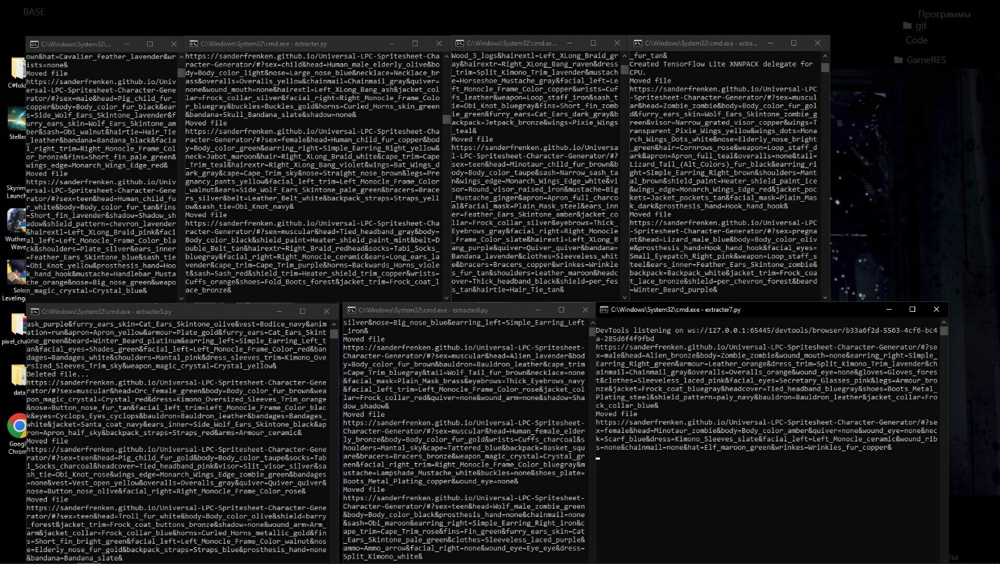 BASE
Программы
git
Code
GameRES
C#fold
Stellar
Skyrim
Launch
Wuther
Wave
Solo
Leveling
pixel_cha
data
Googl
Chrom
C:\Windows\System32\...
own&hat=Cavalier_feather_lavender&wr
ists=none&
Moved file
https://sanderfrenken.github.io/Univ
ersal-LPC-Spritesheet-Character-Gene
rator/#?sex=male&head=Pig_child_fur_
copper&body=Body_color_fur_black&ear
s=Side_Wolf_Ears_Skintone_lavender&f
urry_ears_skin=Wolf_Ears_Skintone_am
ber&sash=Obi_walnut&hairtie=Hair_Tie
_leather&bandana=Bandana_black&facia
l_right_trim=Right_Monocle_Frame_Col
or_bronze&fins=Short_fin_pale_green&
wings_edge=Monarch_Wings_Edge_red&
Moved file
https://sanderfrenken.github.io/Univ
ersal-LPC-Spritesheet-Character-Gene
rator/#?sex=teen&head=Human_child_fu
r_white&body=Body_color_fur_tan&fins
=Short_fin_lavender&shadow=Shadow_sh
adow&shield_pattern=chevron_lavender
&hairextl=Left_XLong_Braid_pink&faci
al_left=Left_Monocle_Frame_Color_bla
ck&shoulders=Plate_silver&ears_inner
=Feather_Ears_Skintone_blue&sash_tie
=Obi_Knot_yellow&prosthesis_hand=Hoo
k_hand_hook&mustache=Handlebar_Musta
che_orange&nose=Big_nose_green&weapo
n_magic_crystal=Crystal_blue&
C:\Windows\System32\cmd.exe - extracter.py
https://sanderfrenken.github.io/Universal-LPC-Spritesheet-Cha
racter-Generator/#?sex=child&head=Human_male_elderly_olive&bo
dy=Body_color_light&nose=Large_nose_blue&necklace=Necklace_br
ass&overalls=Overalls_yellow&chainmail=Chainmail_gray&quiver=
none&wound_mouth=none&hairextl=Left_XLong_Bang_ash&jacket_col
lar=Frock_collar_silver&facial_right=Right_Monocle_Frame_Colo
r_bluegray&buckles=Buckles_gold&horns=Curled_Horns_skin_green
&bandana=Skull_Bandana_slate&shadow=none&
Moved file
https://sanderfrenken.github.io/Universal-LPC-Spritesheet-Cha
racter-Generator/#?sex=female&head=Human_child_fur_copper&bod
y=Body_color_green&earring_right=Simple_Earring_Right_yellow&
neck=Jabot_maroon&hair=Right_XLong_Braid_white&cape_trim=Cape
_Trim_teal&hairextr=Right_XLong_Bang_violet&wings=Bat_Wings_d
ark_gray&cape=Cape_Trim_sky&nose=Straight_nose_brown&legs=Pre
gnancy_pants_yellow&facial_left_trim=Left_Monocle_Frame_Color
_walnut&ears=Side_Wolf_Ears_Skintone_pale_green&bracers=Brace
rs_silver&belt=Leather_Belt_white&backpack_straps=Straps_yell
ow&sash_tie=Obi_Knot_navy&
Moved file
https://sanderfrenken.github.io/Universal-LPC-Spritesheet-Cha
racter-Generator/#?sex=muscular&head=Tied_headband_gray&body=
Body_color_black&shield_paint=Heater_shield_paint_mint&belt=D
ouble_Belt_tan&hairextr=Right_Braid_redhead&socks=Tabi_Socks_
bluegray&facial_right=Right_Monocle_ceramic&ears=Long_ears_la
vender&cape_trim=Cape_Trim_purple&horns=Backwards_Horns_viole
t&sash=Sash_red&shield_trim=Heater_shield_trim_copper&wrists=
Cuffs_orange&shoes=Fold_Boots_forest&jacket_trim=Frock_coat_l
ace_bronze&
C:\Windows\System32\cmd.exe - ex...
Wood_3_logs&hairextl=Left_XLong_Braid_gr
ay&hairextr=Right_XLong_Bang_raven&dress
_trim=Split_Kimono_Trim_lavender&mustach
e=Horseshoe_Mustache_gray&facial_left=Le
ft_Monocle_Frame_Color_copper&wrists=Cuf
fs_leather&weapon=Loop_staff_iron&sash_t
ie=Obi_Knot_bluegray&fins=Short_fin_zomb
ie_green&furry_ears=Cat_Ears_dark_gray&b
ackpack=Jetpack_bronze&wings=Pixie_Wings
_teal&
Moved file
https://sanderfrenken.github.io/Universa
l-LPC-Spritesheet-Character-Generator/#?
sex=teen&head=Minotaur_child_fur_brown&b
ody=Body_color_taupe&sash=Narrow_sash_ta
n&wings_edge=Monarch_Wings_Edge_white&vi
sor=Round_visor_raised_iron&mustache=Big
_Mustache_ginger&apron=Apron_full_charco
al&facial_mask=Plain_Mask_steel&ears_inn
er=Feather_Ears_Skintone_amber&jacket_co
llar=Frock_collar_silver&eyebrows=Thick_
Eyebrows_gray&facial_right=Right_Monocle
_Frame_Color_slate&hairextl=Left_XLong_B
ang_purple&quiver=Quiver_quiver&bandana=
Bandana_lavender&clothes=Sleeveless_whit
e&bracers=Bracers_copper&wrinkes=Wrinkle
s_fur_tan&shoulders=Leather_maroon&headc
over=Thick_headband_black&shield=per_fes
s_tan&hairtie=Hair_Tie_tan&
C:\Windows\System32\cmd.exe - extra...
_fur_tan&
Created TensorFlow Lite XNNPACK delegate for
CPU.
Moved file
https://sanderfrenken.github.io/Universal-LPC
-Spritesheet-Character-Generator/#?sex=muscul
ar&head=Zombie_zombie&body=Body_color_fur_gol
d&furry_ears_skin=Wolf_Ears_Skintone_zombie_g
reen&visor=Narrow_grated_visor_copper&wings=T
ransparent_Pixie_Wings_yellow&wings_dots=Mona
rch_Wings_Dots_white&nose=Elderly_nose_bright
_green&hair=Cornrows_rose&weapon=Loop_staff_d
ark&apron=Apron_full_teal&overalls=none&tail=
Lizard_Tail_(Alt_Colors)_fur_black&earring_ri
ght=Simple_Earring_Right_brown&shoulders=Mant
al_brown&shield_paint=Heater_shield_paint_ice
&wings_edge=Monarch_Wings_Edge_red&jacket_poc
kets=Jacket_pockets_tan&facial_mask=Plain_Mas
k_dark&prosthesis_hand=Hook_hand_hook&
Moved file
https://sanderfrenken.github.io/Universal-LPC
-Spritesheet-Character-Generator/#?sex=pregna
nt&head=Lizard_male_blue&body=Body_color_oliv
e&prosthesis_hand=Hook_hand_hook&facial_eyes=
Small_Eyepatch_Right_pink&weapon=Loop_staff_s
teel&ears_inner=Feather_Ears_Skintone_zombie&
backpack=Backpack_white&jacket_trim=Frock_coa
t_lace_bronze&shield=per_chevron_forest&beard
=Winter_Beard_purple&
C:\Windows\System32\cmd.exe - extracter5.py
ask_purple&furry_ears_skin=Cat_Ears_Skintone_olive&vest=Bodice_navy&anim
ation=run&apron=Apron_maroon&armour=Plate_gold&furry_ears=Cat_Ears_Skint
one_green&beard=Winter_Beard_platinum&earring_left=Simple_Earring_Left_t
an&facial_eyes=Shades_green&facial_left=Left_Monocle_Frame_Color_red&ban
dages=Bandages_white&shoulders=Mantal_pink&dress_sleeves_trim=Kimono_Ove
rsized_Sleeves_Trim_sky&weapon_magic_crystal=Crystal_yellow&
Deleted file...
https://sanderfrenken.github.io/Universal-LPC-Spritesheet-Character-Gene
rator/#?sex=muscular&head=Orc_female_green&body=Body_color_fur_brown&wea
pon_magic_crystal=Crystal_red&dress=Kimono_Oversized_Sleeves_Trim_orange
&nose=Button_nose_fur_tan&facial_left_trim=Left_Monocle_Frame_Color_blac
k&eyes=Cyclops_Eyes_cyclops&bauldron=Bauldron_leather&bandages=Bandages_
white&jacket=Santa_coat_navy&ears_inner=Side_Wolf_Ears_Skintone_black&ap
ron=Apron_half_sky&backpack_straps=Straps_red&arms=Armour_ceramic&
Moved file
https://sanderfrenken.github.io/Universal-LPC-Spritesheet-Character-Gene
rator/#?sex=teen&head=Pig_child_fur_gold&body=Body_color_taupe&socks=Tab
i_Socks_charcoal&headcover=Tied_headband_pink&visor=Slit_visor_silver&sa
sh_tie=Obi_Knot_rose&wings_edge=Monarch_Wings_Edge_zombie_green&bandages
=none&vest=Vest_open_yellow&overalls=Overalls_gray&quiver=Quiver_quiver&
nose=Button_nose_olive&facial_right=Right_Monocle_Frame_Color_rose&
Moved file
https://sanderfrenken.github.io/Universal-LPC-Spritesheet-Character-Gene
rator/#?sex=teen&head=Troll_fur_white&body=Body_color_olive&shield=barry
_forest&jacket_trim=Frock_coat_buttons_bronze&shadow=none&wound_arm=Arm_
arm&jacket_collar=Frock_collar_blue&horns=Curled_Horns_metallic_gold&fin
s=Short_fin_bright_green&facial_left=Left_Monocle_Frame_Color_walnut&nos
e=Elderly_nose_fur_gold&backpack_straps=Straps_blue&prosthesis_hand=none
&bandana=Bandana_slate&
C:\Windows\System32\cmd.exe - extracter6.py
silver&nose=Big_nose_blue&earring_left=Simple_Earring_Left
_iron&
Moved file
https://sanderfrenken.github.io/Universal-LPC-Spritesheet-
Character-Generator/#?sex=muscular&head=Alien_lavender&bod
y=Body_color_fur_brown&bauldron=Bauldron_leather&cape_trim
=Cape_Trim_blue&tail=Wolf_Tail_fur_brown&necklace=none
&facial_mask=Plain_Mask_brass&eyebrows=Thick_Eyebrows_navy
&facial_left_trim=Left_Monocle_Frame_Color_rose&jacket_col
lar=Frock_collar_red&quiver=none&wound_arm=none&shadow=Sha
dow_shadow&
Moved file
https://sanderfrenken.github.io/Universal-LPC-Spritesheet-
Character-Generator/#?sex=muscular&head=Human_female_elder
ly_bronze&body=Body_color_fur_gold&wrists=Cuffs_charcoal&s
houlders=Mantal_sky&cape=Tattered_blue&backpack=Basket_squ
are&bracers=Bracers_bronze&weapon_magic_crystal=Crystal_gr
een&facial_right_trim=Right_Monocle_Frame_Color_bluegray&m
ustache=Lampshade_Mustache_white&buckles=none&shoes_plate=
Boots_Metal_Plating_copper&wound_eye=none&
Moved file
https://sanderfrenken.github.io/Universal-LPC-Spritesheet-
Character-Generator/#?sex=teen&head=Wolf_male_zombie_green
&body=Body_color_black&prosthesis_hand=none&chainmail=none
&sash=Obi_maroon&earring_right=Simple_Earring_Right_iron&c
ape_trim=Cape_Trim_rose&fins=Fin_green&furry_ears_skin=Cat
_Ears_Skintone_pale_green&clothes=Sleeveless_laced_purple&
ammo=Ammo_arrow&facial_right=none&wound_eye=Eye_eye&dress=
Split_Kimono_white&
C:\Windows\System32\cmd.exe - extracter7.py
DevTools listening on ws://127.0.0.1:65445/devtools/browser/b33a6f2d-5563-4cf6-bc4
a-285d6f4f9fbd
https://sanderfrenken.github.io/Universal-LPC-Spritesheet-Character-Generator/#?se
x=male&head=Alien_bronze&body=Zombie_zombie&wound_mouth=none&earring_right=Simple_
Earring_Right_green&armour=Leather_orange&dress_trim=Split_Kimono_Trim_lavender&ch
ainmail=Chainmail_gray&overalls=Overalls_orange&wound_eye=none&gloves=Gloves_fores
t&clothes=Sleeveless_laced_pink&facial_eyes=Secretary_Glasses_pink&legs=Armour_bro
nze&jacket=Frock_coat_bluegray&headcover=Tied_headband_bluegray&shoes=Boots_Metal_
Plating_steel&shield_pattern=paly_navy&bauldron=Bauldron_leather&jacket_collar=Fro
ck_collar_blue&
Moved file
https://sanderfrenken.github.io/Universal-LPC-Spritesheet-Character-Generator/#?se
x=female&head=Minotaur_zombie&body=Body_color_amber&quiver=none&wound_eye=none&nec
k=Scarf_blue&dress=Kimono_Sleeves_slate&facial_left=Left_Monocle_ceramic&wound_rib
s=none&chainmail=none&hat=Elf_maroon_green&wrinkes=Wrinkles_fur_copper&
ры